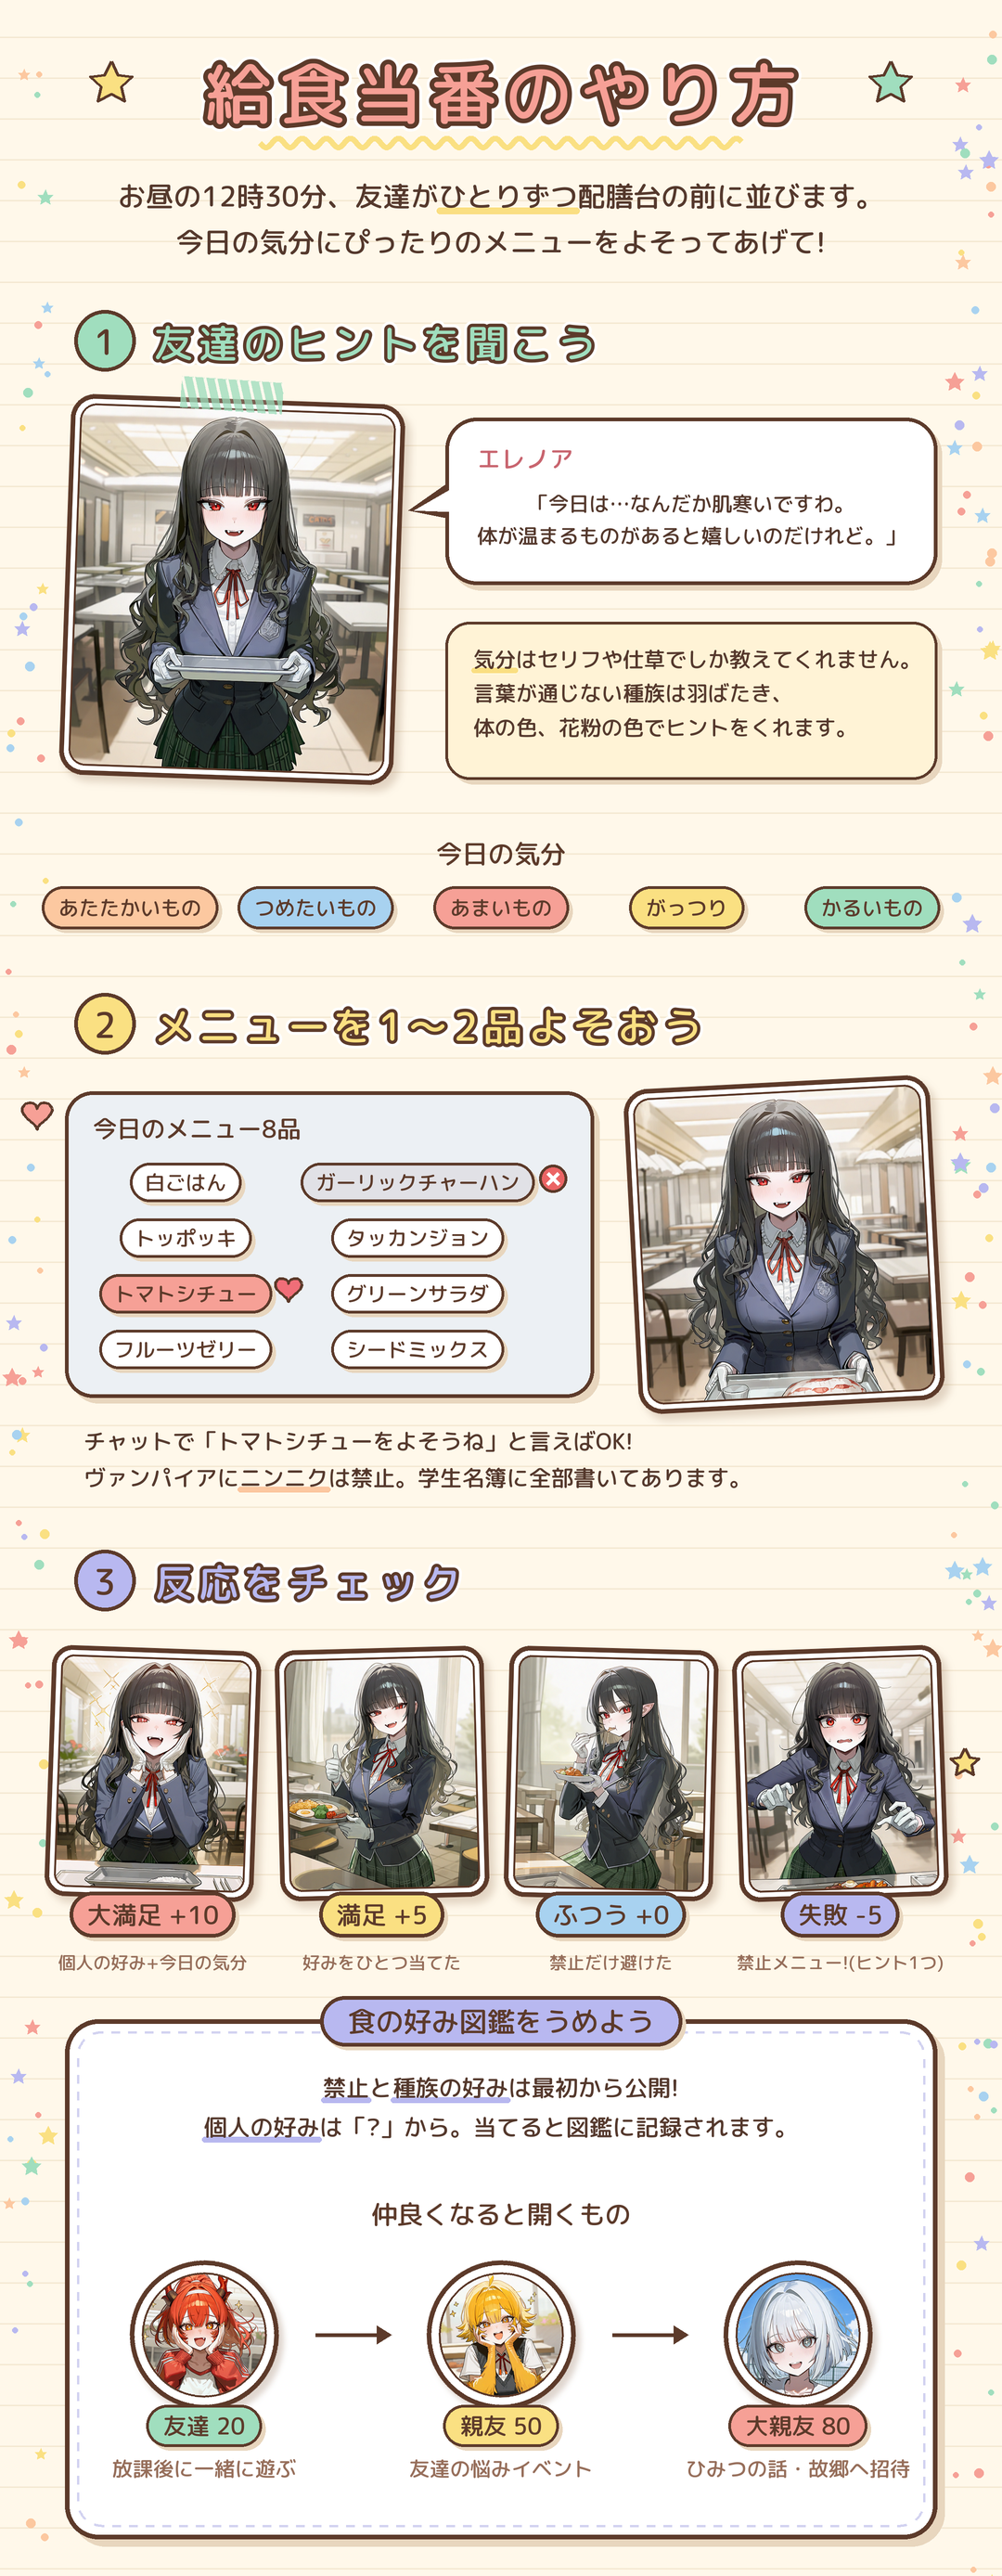 給食当番のやり方
お昼の12時30分、友達がひとりずつ配膳台の前に並びます。
今日の気分にぴったりのメニューをよそってあげて!
1 友達のヒントを聞こう
エレノア
「今日は…なんだか肌寒いですわ。
体が温まるものがあると嬉しいのだけれど。」
気分はセリフや仕草でしか教えてくれません。
言葉が通じない種族は羽ばたき、
体の色、花粉の色でヒントをくれます。
今日の気分
あたたかいもの つめたいもの あまいもの がっつり かるいもの
2 メニューを1〜2品よそおう
今日のメニュー8品
白ごはん ガーリックチャーハン
トッポッキ タッカンジョン
トマトシチュー グリーンサラダ
フルーツゼリー シードミックス
チャットで「トマトシチューをよそうね」と言えばOK!
ヴァンパイアにニンニクは禁止。学生名簿に全部書いてあります。
3 反応をチェック
大満足 +10 満足 +5 ふつう +0 失敗 -5
個人の好み+今日の気分 好みをひとつ当てた 禁止だけ避けた 禁止メニュー!(ヒント1つ)
食の好み図鑑をうめよう
禁止と種族の好みは最初から公開!
個人の好みは「?」から。当てると図鑑に記録されます。
仲良くなると開くもの
友達 20 親友 50 大親友 80
放課後に一緒に遊ぶ 友達の悩みイベント ひみつの話・故郷へ招待